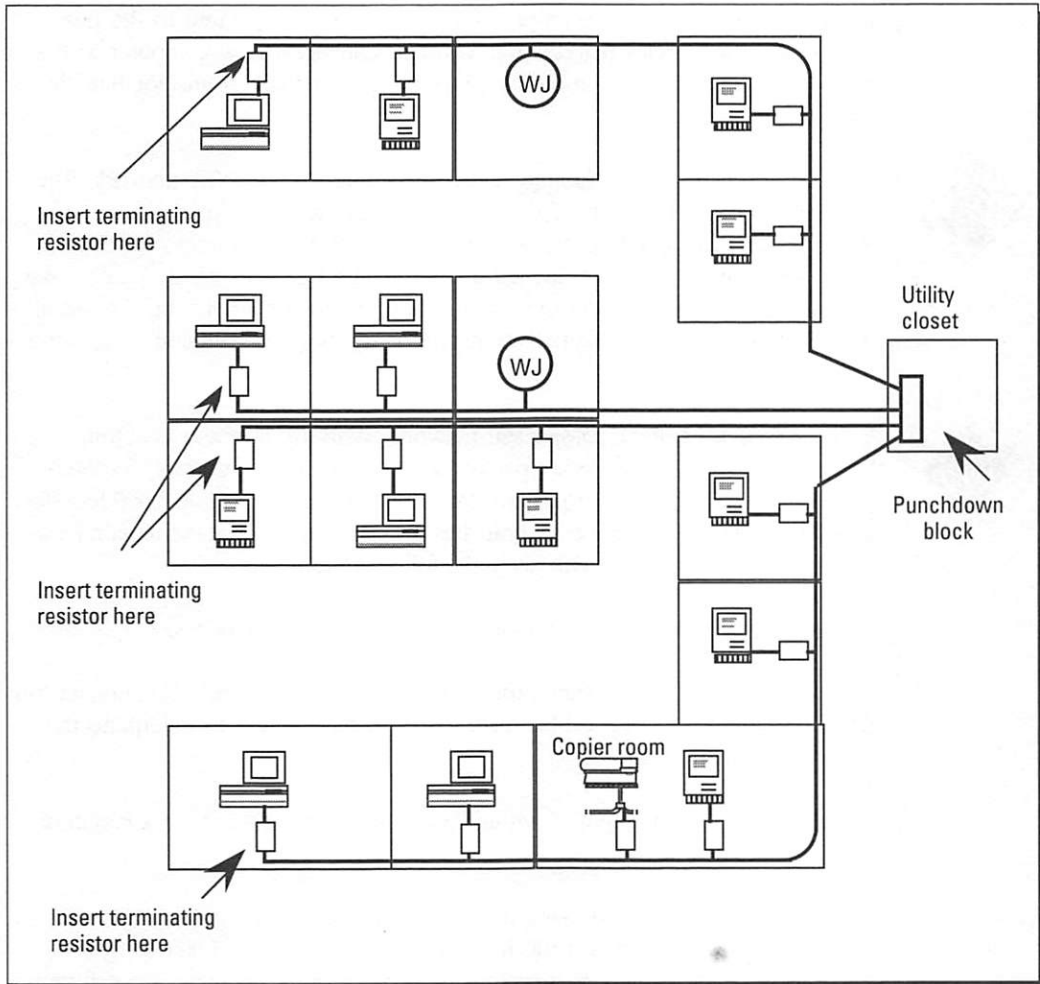 WJ
Insert terminating
resistor here
Utility
closet
WJ
Punchdown
block
Insert terminating
resistor here
Copier room
Insert terminating
resistor here